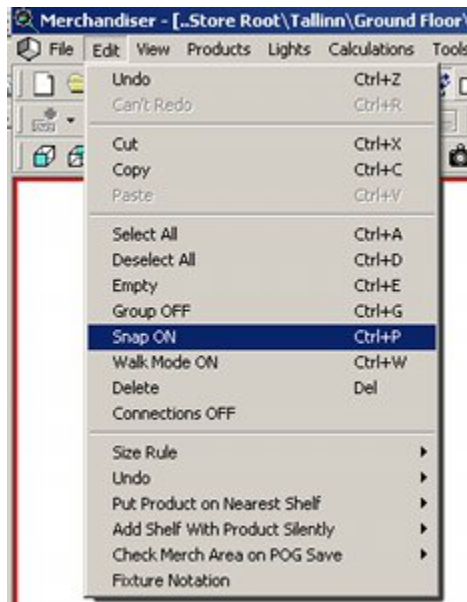 Merchandiser - [..Store Root\Tallinn\Ground Floor\
File Edit View Products Lights Calculations Tools
Undo Ctrl+Z
Can't Redo Ctrl+R
Cut Ctrl+X
Copy Ctrl+C
Paste Ctrl+V
Select All Ctrl+A
Deselect All Ctrl+D
Empty Ctrl+E
Group OFF Ctrl+G
Snap ON Ctrl+P
Walk Mode ON Ctrl+W
Delete Del
Connections OFF
Size Rule
Undo
Put Product on Nearest Shelf
Add Shelf With Product Silently
Check Merch Area on POG Save
Fixture Notation